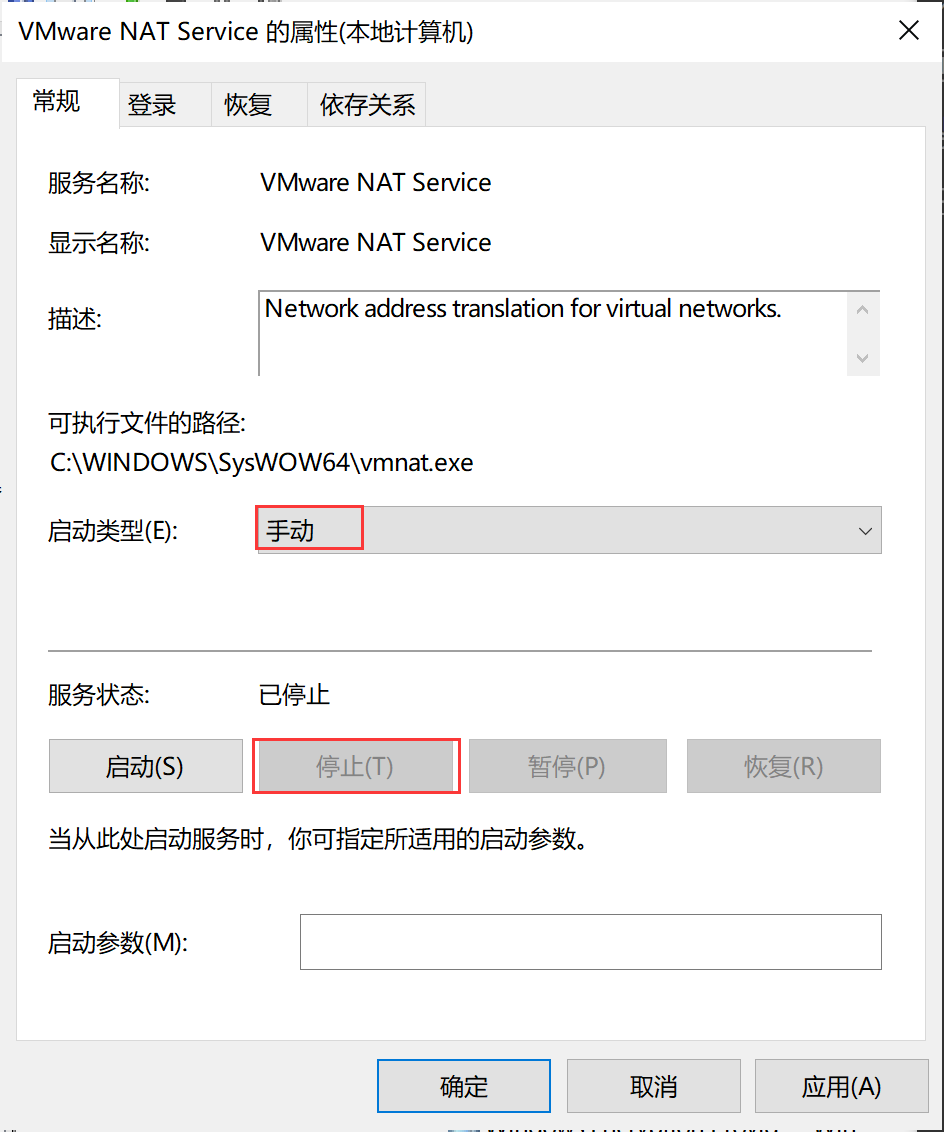 VMware NAT Service 的属性(本地计算机)
常规 登录 恢复 依存关系
服务名称: VMware NAT Service
显示名称: VMware NAT Service
描述: Network address translation for virtual networks.
可执行文件的路径:
C:\WINDOWS\SysWOW64\vmnat.exe
启动类型(E): 手动
服务状态: 已停止
启动(S) 停止(T) 暂停(P) 恢复(R)
当从此处启动服务时，你可指定所适用的启动参数。
启动参数(M):
确定 取消 应用(A)